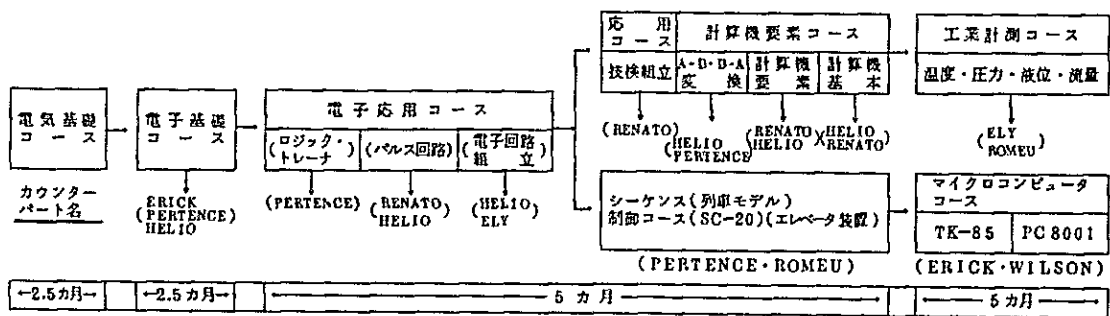 電気基礎
コース
カウンター
パート名
電子基礎
コース
ERICK
(PERTENCE)
HELIO
電子応用コース
(ロジック・
トレーナ)
(パルス回路)
(電子回路
組立)
(PERTENCE)
(RENATO
HELIO)
(HELIO
ELY)
応用
コース
計算機要素コース
技検組立
A-D・D-A
変換
計算機
要素
計算機
基本
(RENATO)
(HELIO
PERTENCE)
(RENATO
HELIO)
(HELIO
RENATO)
工業計測コース
温度・圧力・液位・流量
(ELY
ROMEU)
シーケンス(列車モデル)
制御コース(SC-20)(エレベータ装置)
(PERTENCE・ROMEU)
マイクロコンピュータ
コース
TK-85
PC8001
(ERICK・WILSON)
←2.5カ月→
←2.5カ月→
←5カ月→
←5カ月→